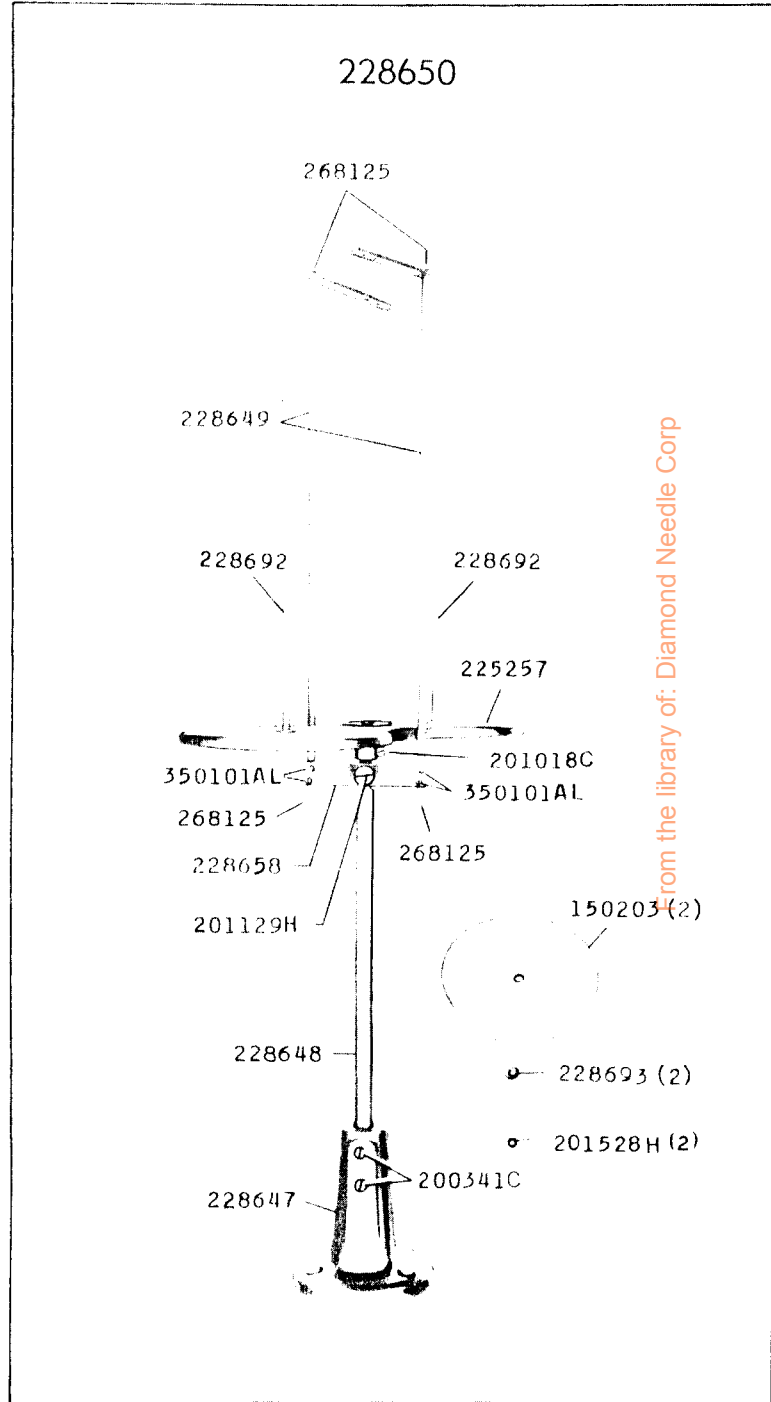 228650
268125
228649
228692
228692
225257
201018C
350101AL
350101AL
268125
268125
228658
201129H
150203 (2)
228648
228693 (2)
201528H (2)
200341C
228647
From the library of: Diamond Needle Corp